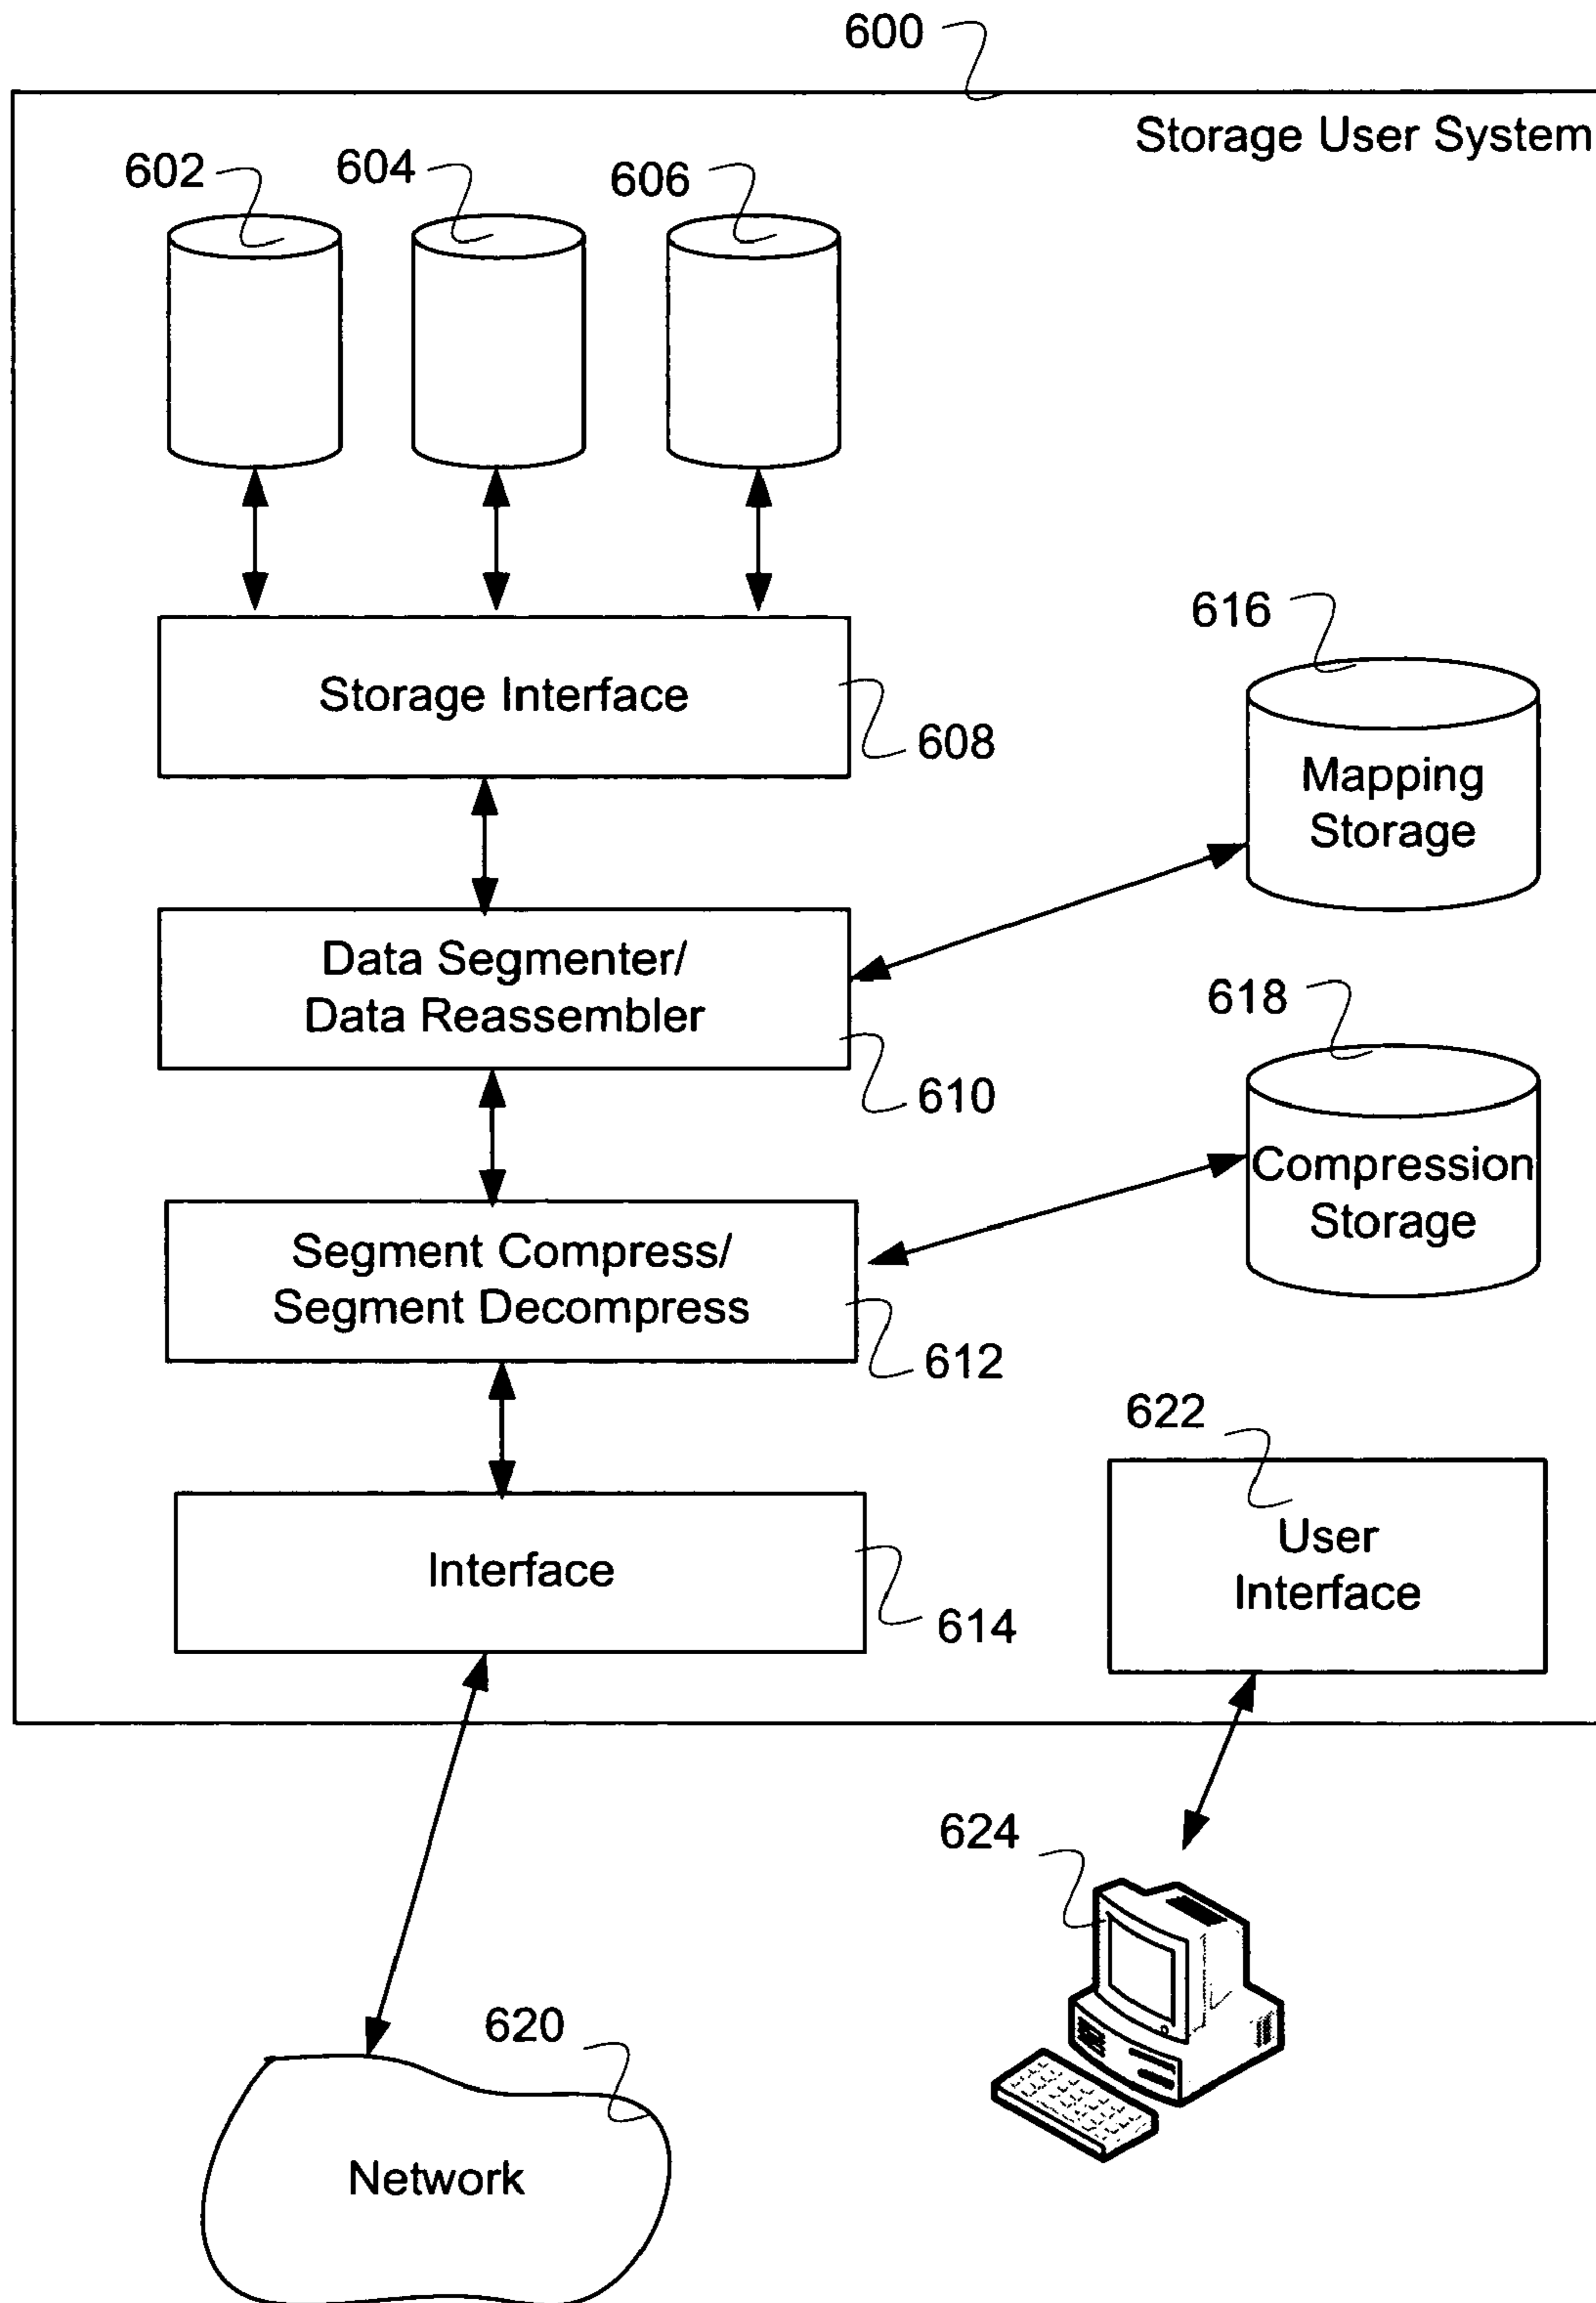 600
Storage User System
602
604
606
Storage Interface
608
616
Mapping
Storage
Data Segmenter/
Data Reassembler
610
618
Compression
Storage
Segment Compress/
Segment Decompress
612
622
User
Interface
Interface
614
624
620
Network